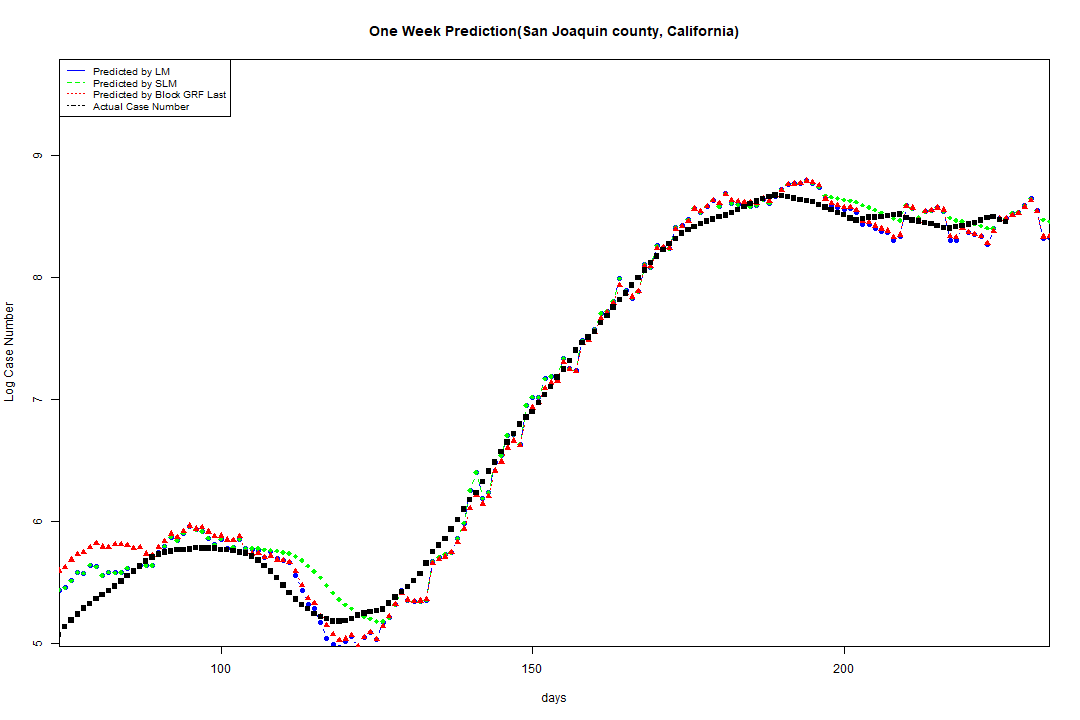 One Week Prediction(San Joaquin county, California)
Predicted by LM
Predicted by SLM
Predicted by Block GRF Last
Actual Case Number
Log Case Number
9
8
7
6
5
100
150
200
days